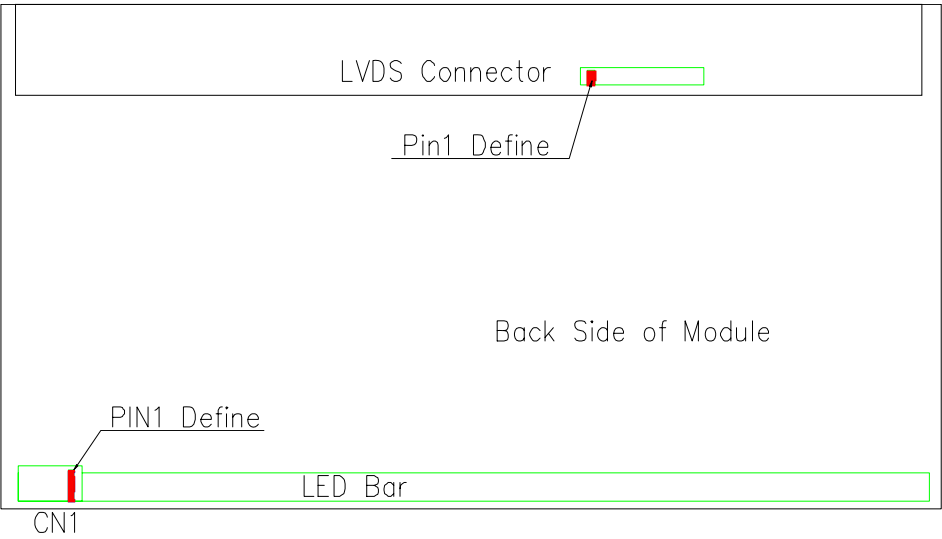 LVDS Connector
Pin1 Define
Back Side of Module
PIN1 Define
LED Bar
CN1